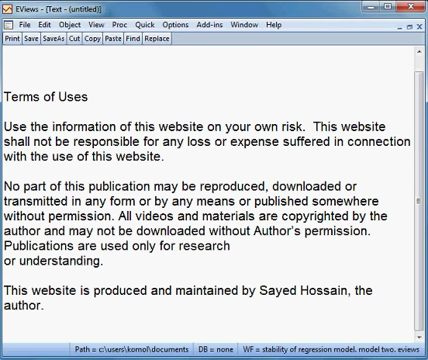 EViews - [Text - (untitled)]
File Edit Object View Proc Quick Options Add-ins Window Help
Print Save SaveAs Cut Copy Paste Find Replace
Terms of Uses
Use the information of this website on your own risk. This website
shall not be responsible for any loss or expense suffered in connection
with the use of this website.
No part of this publication may be reproduced, downloaded or
transmitted in any form or by any means or published somewhere
without permission. All videos and materials are copyrighted by the
author and may not be downloaded without Author's permission.
Publications are used only for research
or understanding.
This website is produced and maintained by Sayed Hossain, the
author.
Path = c:\users\komol\documents DB = none WF = stability of regression model. model two. eviews